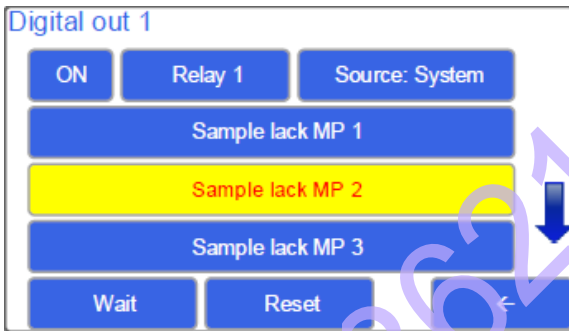 Digital out 1
ON Relay 1 Source: System
Sample lack MP 1
Sample lack MP 2
Sample lack MP 3
Wait Reset ←